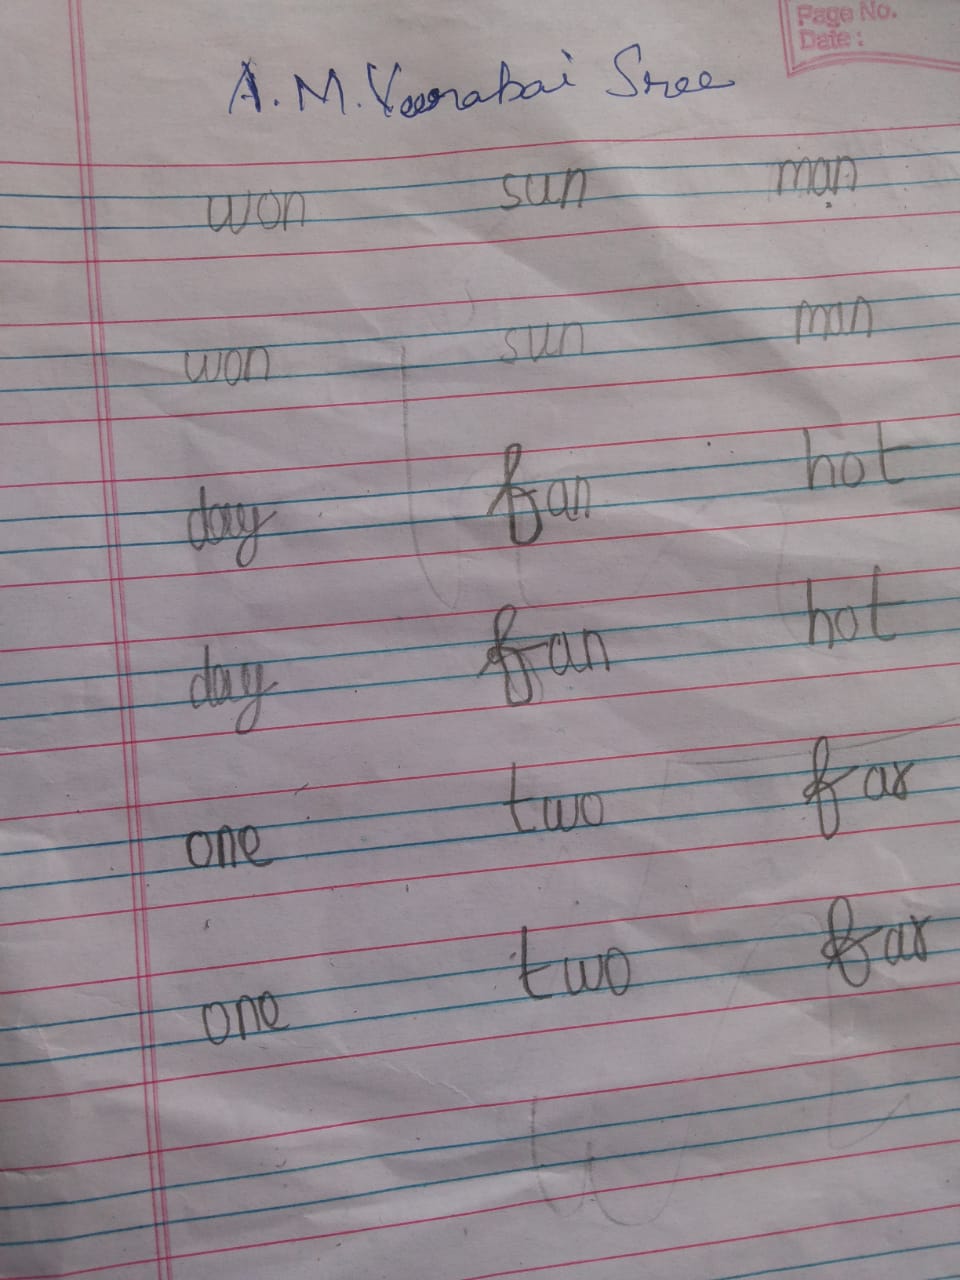 Page No.
Date :
A. M. Veerabai Sree
won sun man
won sun man
day fan hot
day fan hot
one two far
one two far